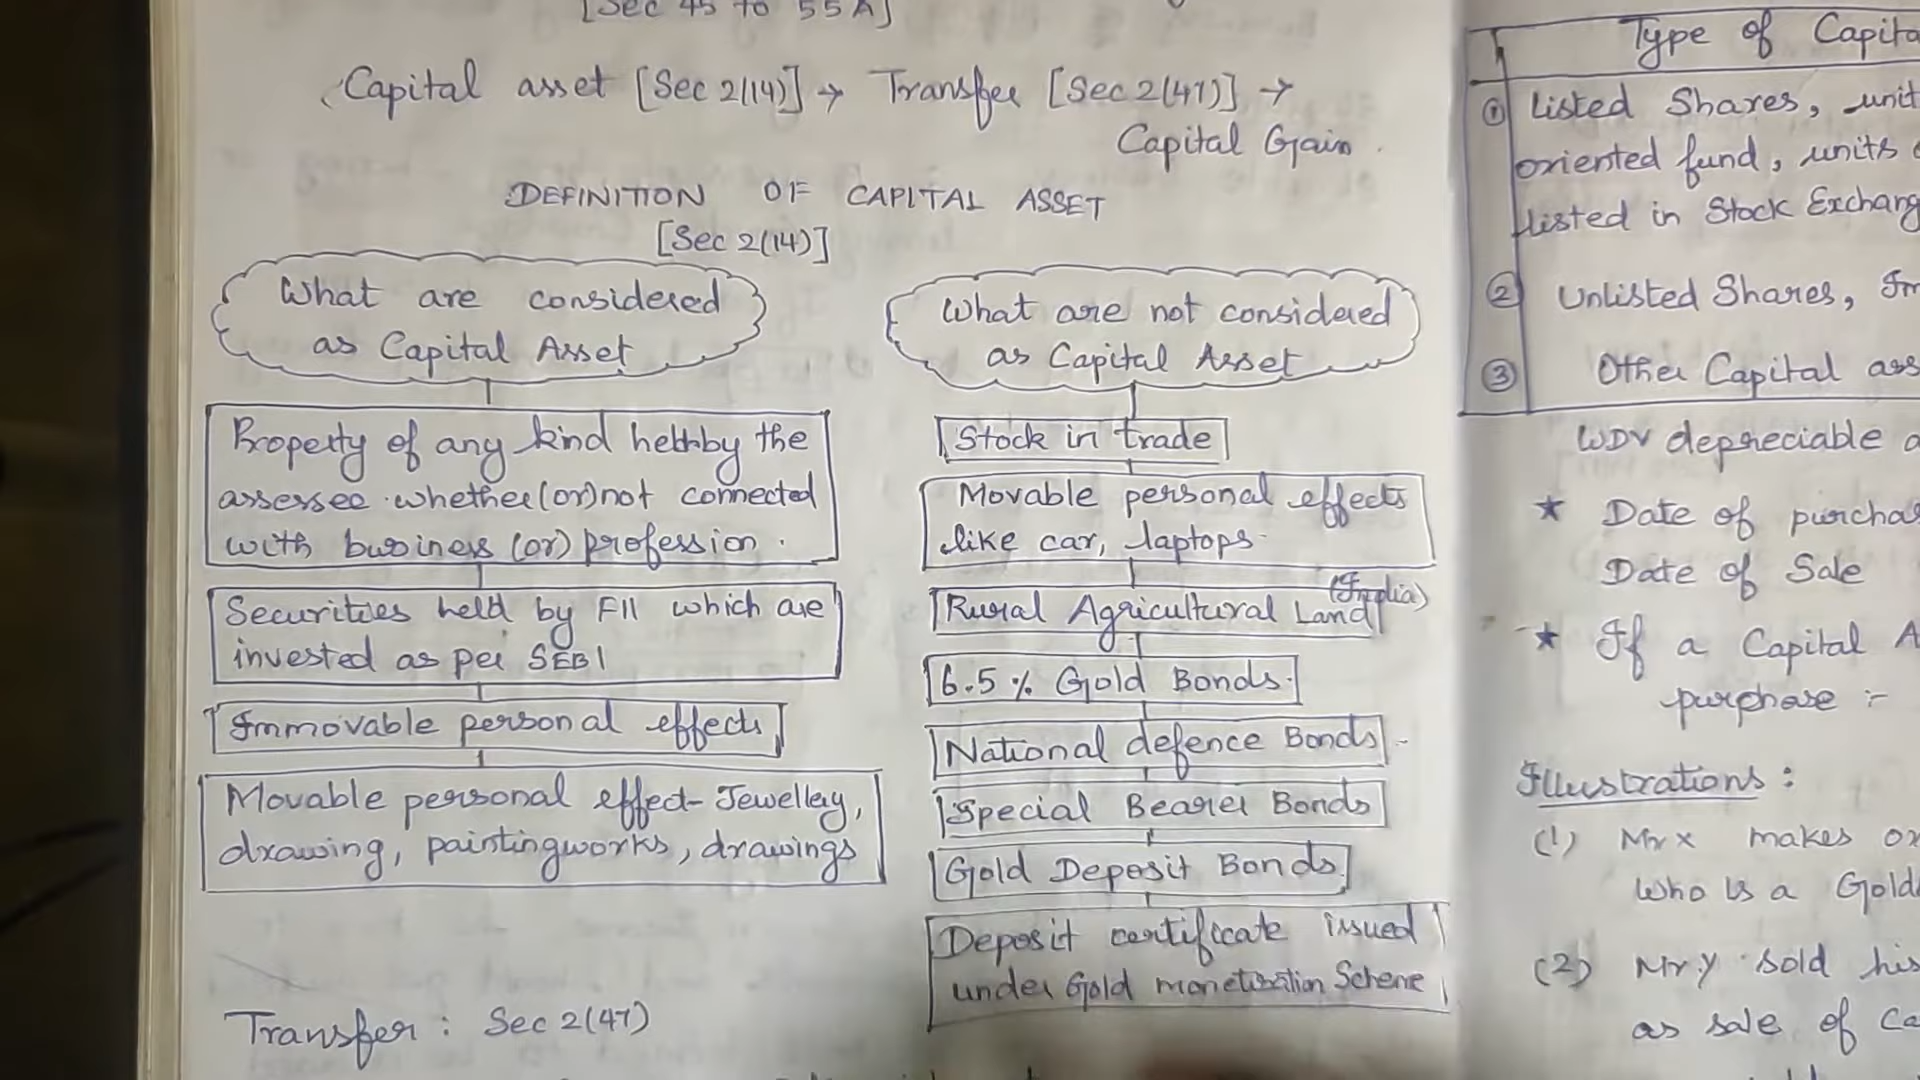 [Sec 45 to 55A]
Capital asset [Sec 2(14)] → Transfer [Sec 2(47)] →
Capital Gain.
DEFINITION OF CAPITAL ASSET
[Sec 2(14)]
What are considered
as Capital Asset
Property of any kind held by the
assessee whether (or) not connected
with business (or) profession.
Securities held by FII which are
invested as per SEBI
Immovable personal effects
Movable personal effect- Jewellery,
drawing, paintingworks, drawings
What are not considered
as Capital Asset
Stock in trade
Movable personal effects
like car, laptops
(India)
Rural Agricultural Land
6.5% Gold Bonds.
National defence Bonds
Special Bearer Bonds
Gold Deposit Bonds
Deposit certificate issued
under Gold monetization Scheme
Transfer : Sec 2(47)
Type of Capita
① Listed Shares, unit
oriented fund, units
listed in Stock Exchang
② Unlisted Shares, Im
③ Other Capital ass
WDV depreciable a
★ Date of purchas
Date of Sale
★ If a Capital A
purchase :-
Illustrations :
(1) Mr x makes or
who is a Gold
(2) Mr.y sold his
as sale of Ca